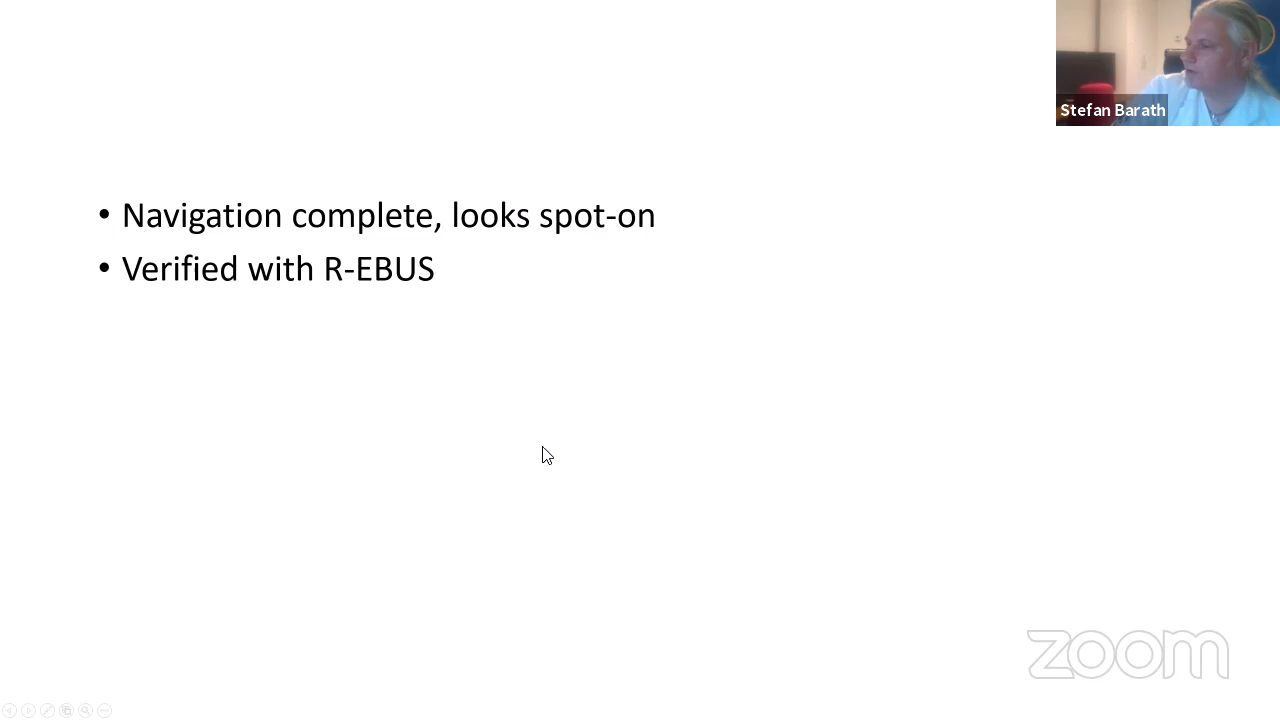 Stefan Barath
• Navigation complete, looks spot-on
• Verified with R-EBUS
zoom